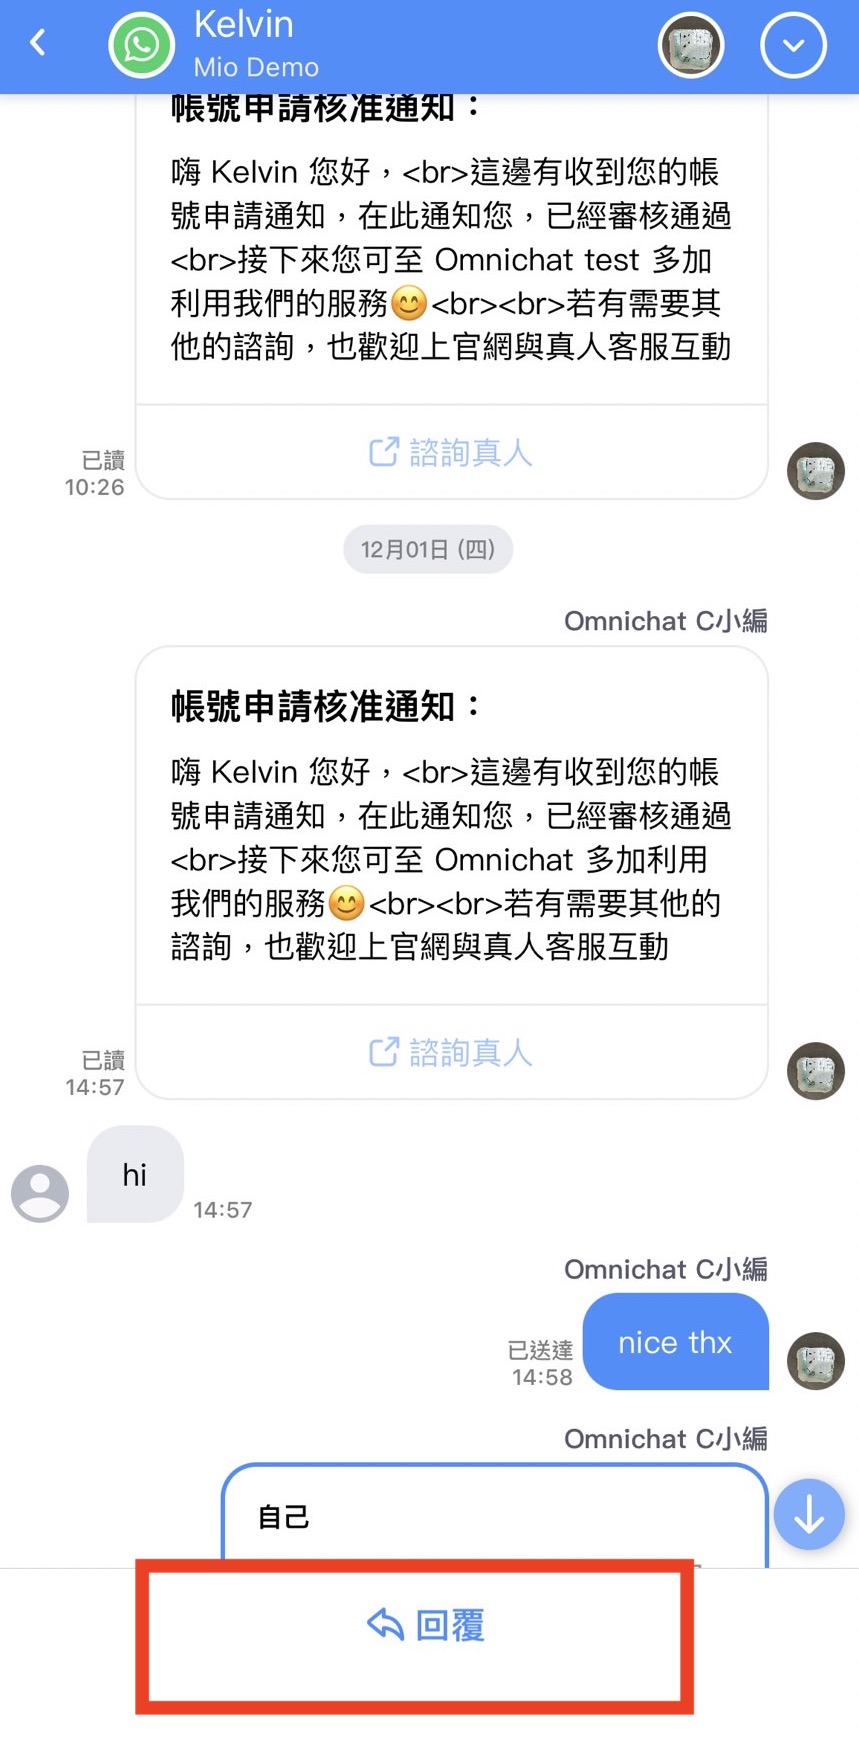 Kelvin
Mio Demo
帳號申請核准通知：
嗨 Kelvin 您好，<br>這邊有收到您的帳
號申請通知，在此通知您，已經審核通過
<br>接下來您可至 Omnichat test 多加
利用我們的服務😊<br><br>若有需要其
他的諮詢，也歡迎上官網與真人客服互動
諮詢真人
已讀
10:26
12月01日 (四)
Omnichat C小編
帳號申請核准通知：
嗨 Kelvin 您好，<br>這邊有收到您的帳
號申請通知，在此通知您，已經審核通過
<br>接下來您可至 Omnichat 多加利用
我們的服務😊<br><br>若有需要其他的
諮詢，也歡迎上官網與真人客服互動
諮詢真人
已讀
14:57
hi
14:57
Omnichat C小編
nice thx
已送達
14:58
Omnichat C小編
自己
回覆